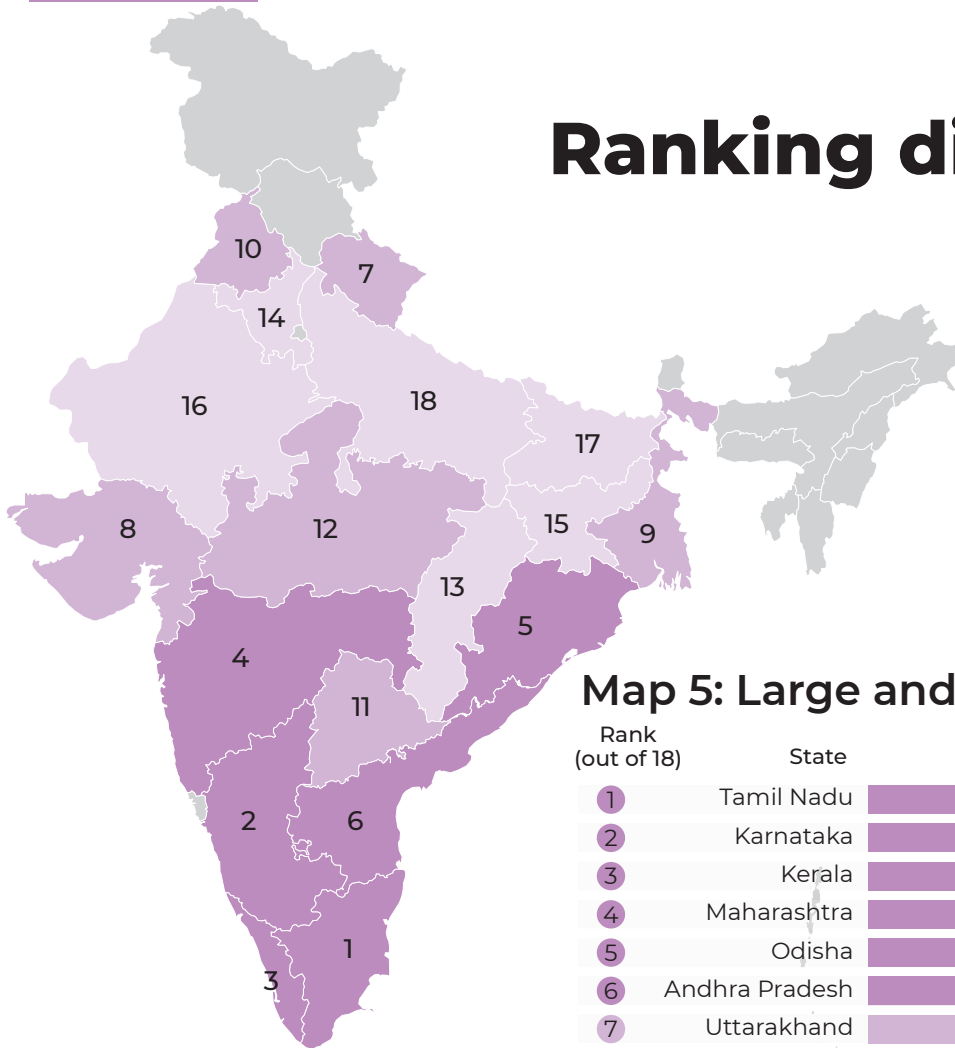 Ranking di
10
7
14
16
18
17
8
12
15
9
13
5
4
11
2
6
1
3
Map 5: Large and
Rank
(out of 18)
State
1 Tamil Nadu
2 Karnataka
3 Kerala
4 Maharashtra
5 Odisha
6 Andhra Pradesh
7 Uttarakhand